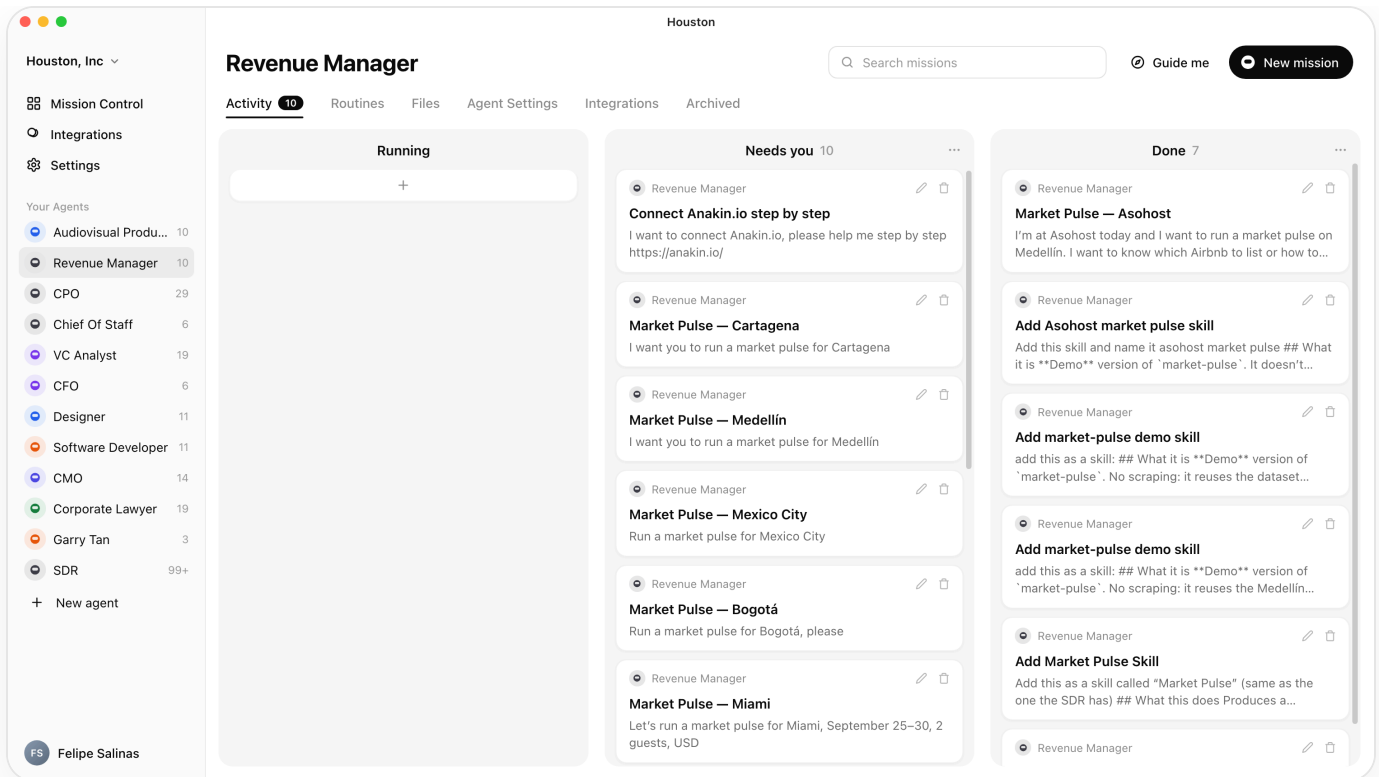 Houston
Houston, Inc
Mission Control
Integrations
Settings
Your Agents
Audiovisual Produ... 10
Revenue Manager 10
CPO 29
Chief Of Staff 6
VC Analyst 19
CFO 6
Designer 11
Software Developer 11
CMO 14
Corporate Lawyer 19
Garry Tan 3
SDR 99+
+ New agent
FS Felipe Salinas
Revenue Manager
Search missions
Guide me
New mission
Activity 10
Routines
Files
Agent Settings
Integrations
Archived
Running
+
Needs you 10
...
Revenue Manager
Connect Anakin.io step by step
I want to connect Anakin.io, please help me step by step
https://anakin.io/
Revenue Manager
Market Pulse — Cartagena
I want you to run a market pulse for Cartagena
Revenue Manager
Market Pulse — Medellín
I want you to run a market pulse for Medellín
Revenue Manager
Market Pulse — Mexico City
Run a market pulse for Mexico City
Revenue Manager
Market Pulse — Bogotá
Run a market pulse for Bogotá, please
Revenue Manager
Market Pulse — Miami
Let's run a market pulse for Miami, September 25–30, 2
guests, USD
Done 7
...
Revenue Manager
Market Pulse — Asohost
I'm at Asohost today and I want to run a market pulse on
Medellín. I want to know which Airbnb to list or how to...
Revenue Manager
Add Asohost market pulse skill
Add this skill and name it asohost market pulse ## What
it is **Demo** version of `market-pulse`. It doesn't...
Revenue Manager
Add market-pulse demo skill
add this as a skill: ## What it is **Demo** version of
`market-pulse`. No scraping: it reuses the dataset...
Revenue Manager
Add market-pulse demo skill
add this as a skill: ## What it is **Demo** version of
`market-pulse`. No scraping: it reuses the Medellín...
Revenue Manager
Add Market Pulse Skill
Add this as a skill called “Market Pulse” (same as the
one the SDR has) ## What this does Produces a...
Revenue Manager